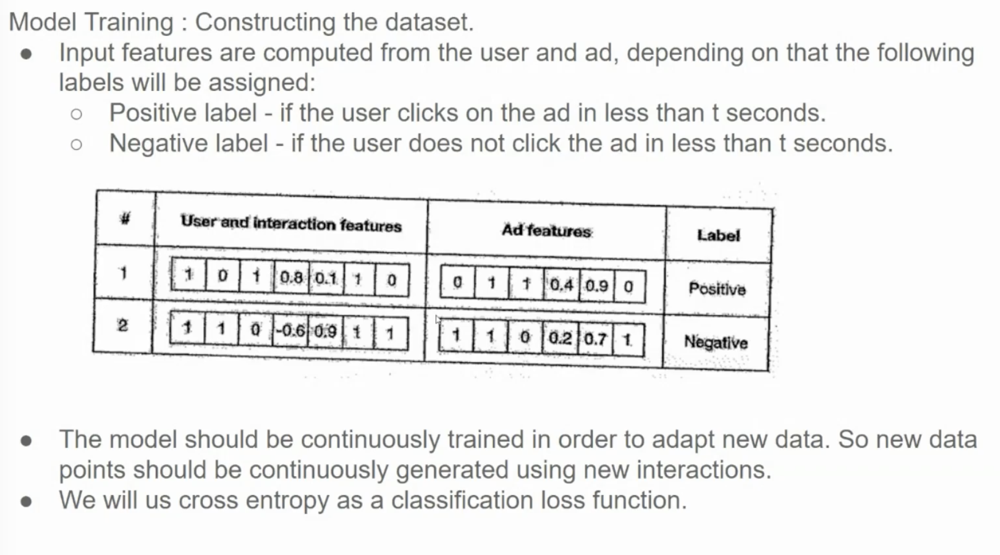 Model Training : Constructing the dataset.
● Input features are computed from the user and ad, depending on that the following
labels will be assigned:
○ Positive label - if the user clicks on the ad in less than t seconds.
○ Negative label - if the user does not click the ad in less than t seconds.
# User and interaction features Ad features Label
1 1 0 1 0.8 0.1 1 0 0 1 1 0.4 0.9 0 Positive
2 1 1 0 -0.6 0.9 1 1 1 1 0 0.2 0.7 1 Negative
● The model should be continuously trained in order to adapt new data. So new data
points should be continuously generated using new interactions.
● We will us cross entropy as a classification loss function.